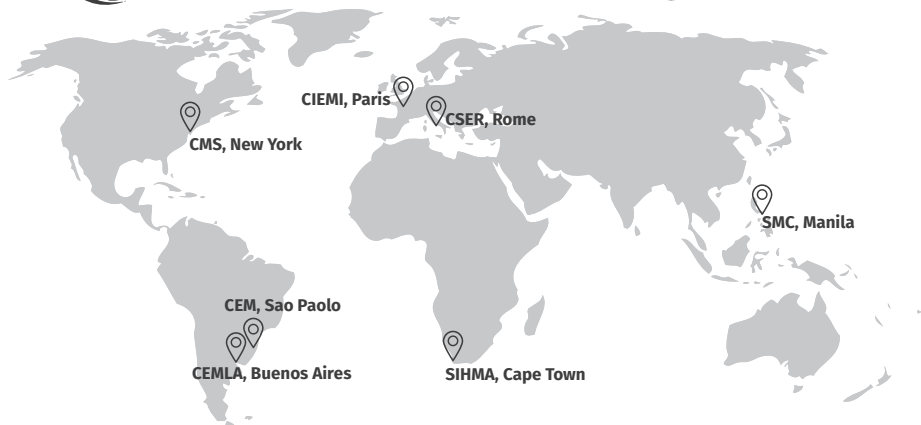 CIEMI, Paris
CSER, Rome
CMS, New York
SMC, Manila
CEM, Sao Paolo
CEMLA, Buenos Aires
SIHMA, Cape Town